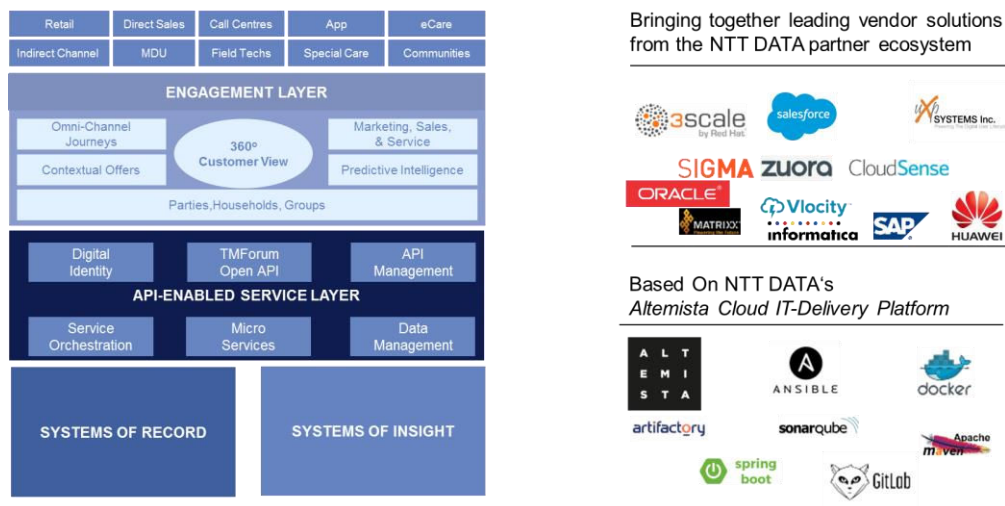 Retail
Direct Sales
Call Centres
App
eCare
Indirect Channel
MDU
Field Techs
Special Care
Communities
ENGAGEMENT LAYER
Omni-Channel
Journeys
Contextual Offers
360º
Customer View
Marketing, Sales,
& Service
Predictive Intelligence
Parties,Households, Groups
Digital
Identity
TMForum
Open API
API
Management
API-ENABLED SERVICE LAYER
Service
Orchestration
Micro
Services
Data
Management
SYSTEMS OF RECORD
SYSTEMS OF INSIGHT
Bringing together leading vendor solutions
from the NTT DATA partner ecosystem
3scale
by Red Hat
salesforce
uXp
SYSTEMS Inc.
SIGMA
zuora
CloudSense
ORACLE®
MATRIXX
Vlocity
informatica
SAP
HUAWEI
Based On NTT DATA‘s
Altemista Cloud IT-Delivery Platform
ALT
EMI
STA
A
ANSIBLE
docker
artifactory
sonarqube
Apache
maven
spring
boot
GitLab